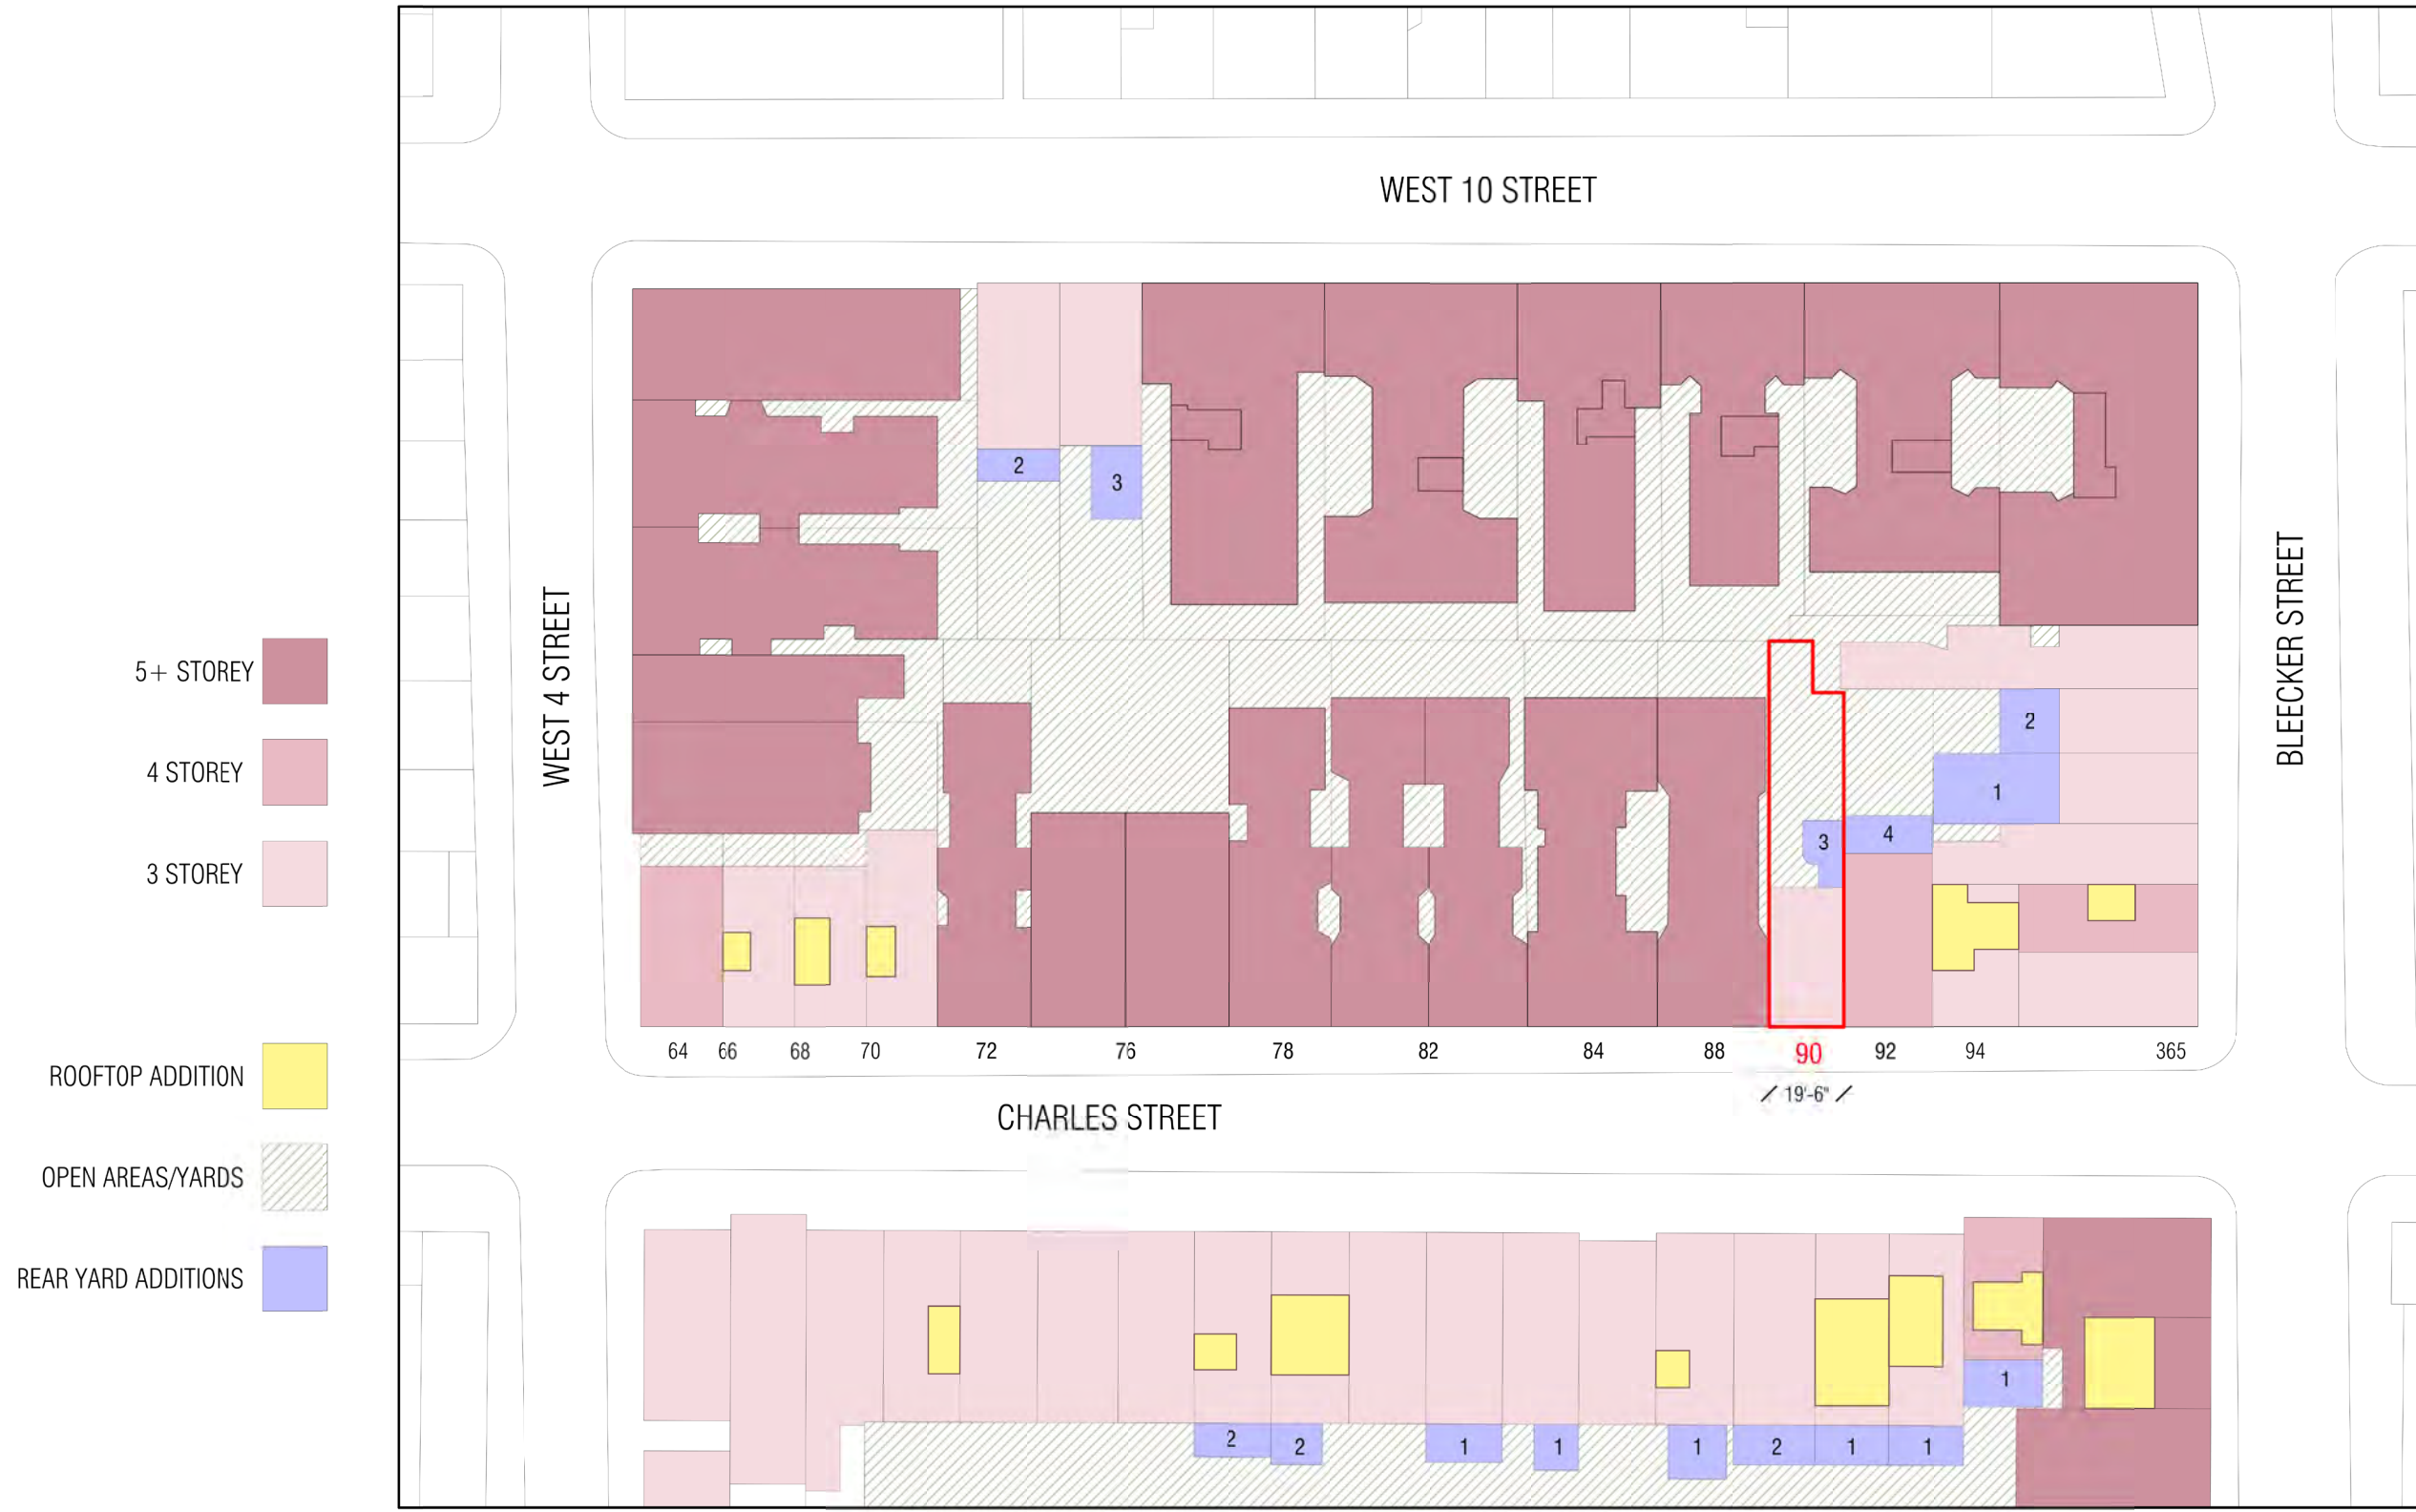 WEST 10 STREET
2
3
WEST 4 STREET
BLEECKER STREET
5+ STOREY
4 STOREY
3 STOREY
2
1
3
4
64 66 68 70 72 76 78 82 84 88 90 92 94 365
19'-6"
CHARLES STREET
ROOFTOP ADDITION
OPEN AREAS/YARDS
REAR YARD ADDITIONS
1
2
2
1
1
1
2
1
1